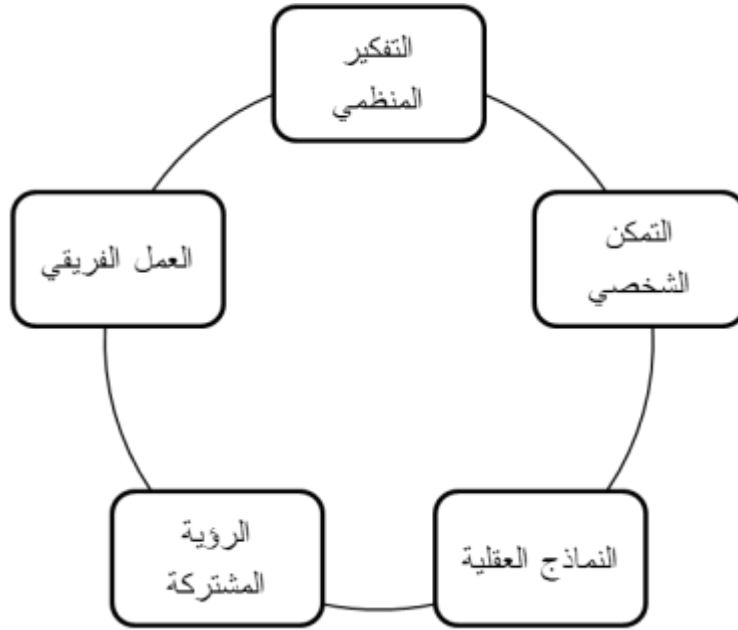 التفكير
المنظمي
التمكن
الشخصي
النماذج العقلية
الرؤية
المشتركة
العمل الفريقي